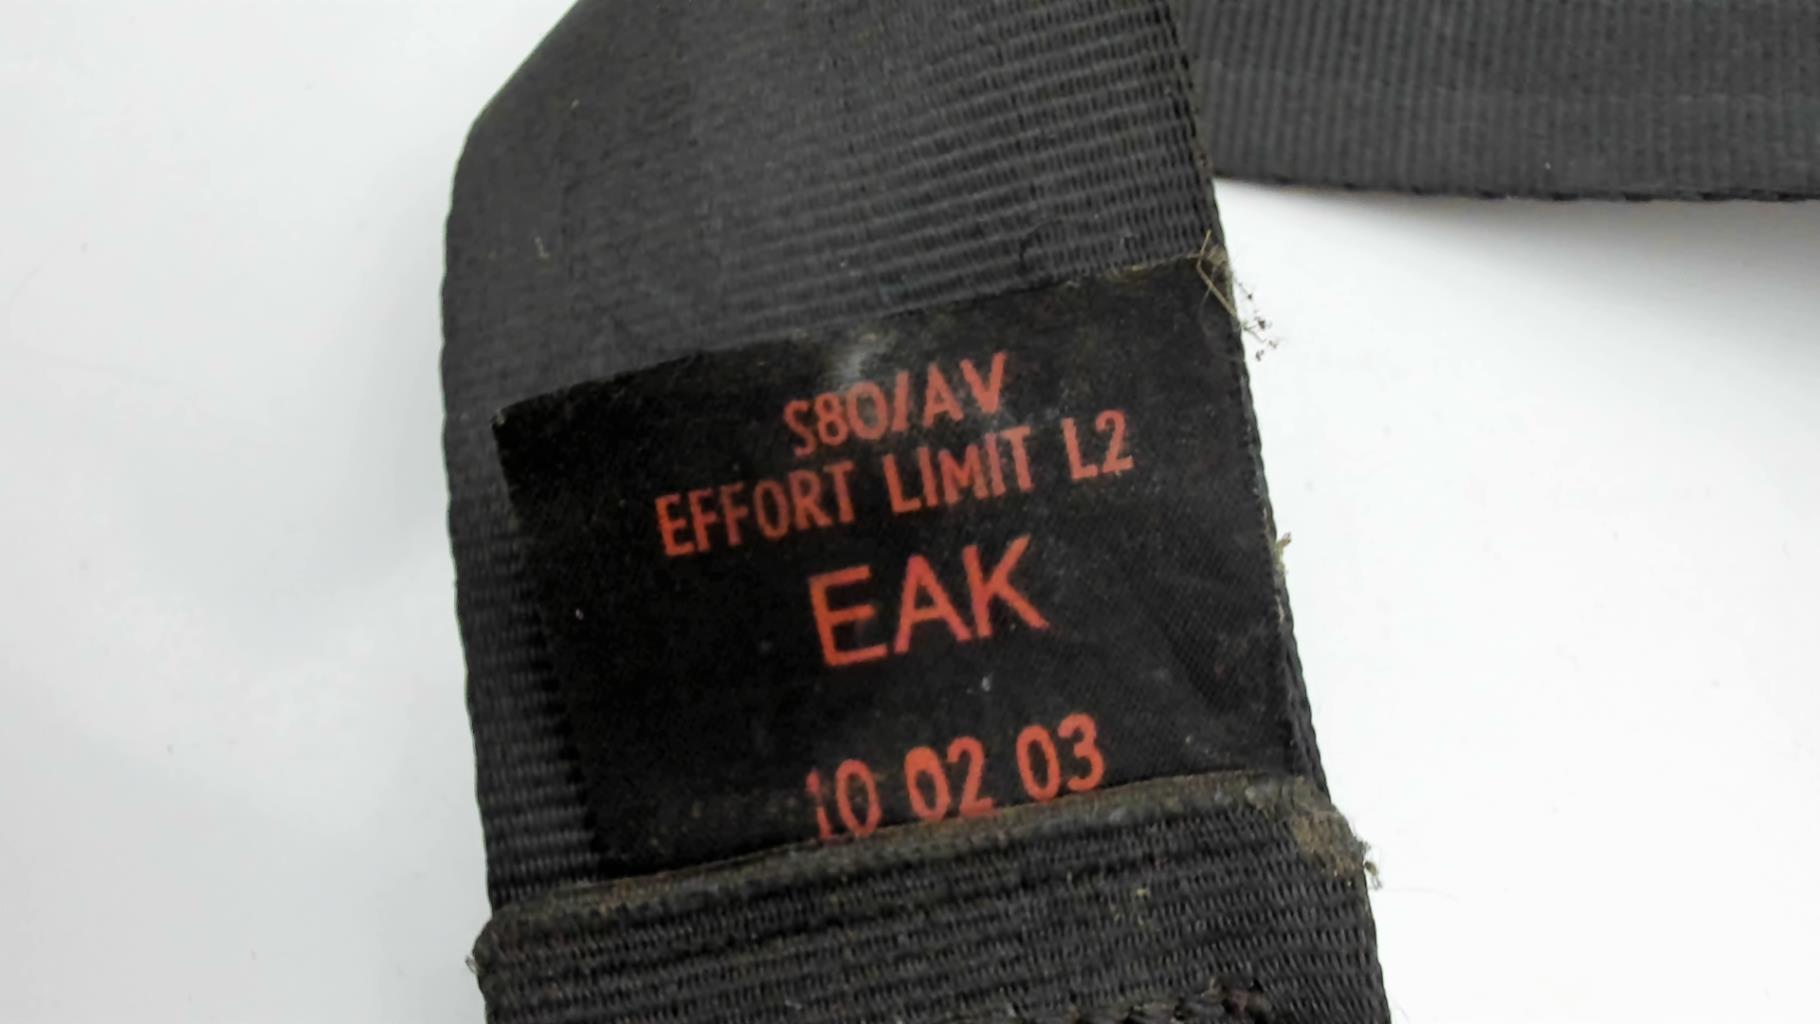 S80/AV
EFFORT LIMIT L2
EAK
10 02 03